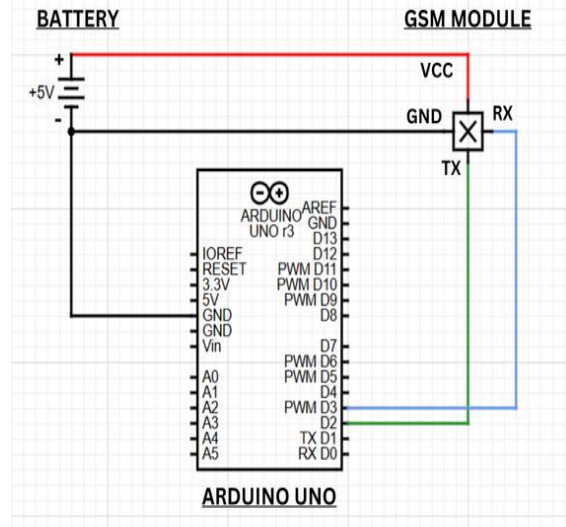 BATTERY
GSM MODULE
+
VCC
+5V
-
GND
RX
TX
ARDUINO
UNO r3
AREF
GND
D13
IOREF
D12
RESET
PWM D11
3.3V
PWM D10
5V
PWM D9
GND
D8
GND
Vin
D7
PWM D6
A0
PWM D5
A1
D4
A2
PWM D3
A3
D2
A4
TX D1
A5
RX D0
ARDUINO UNO